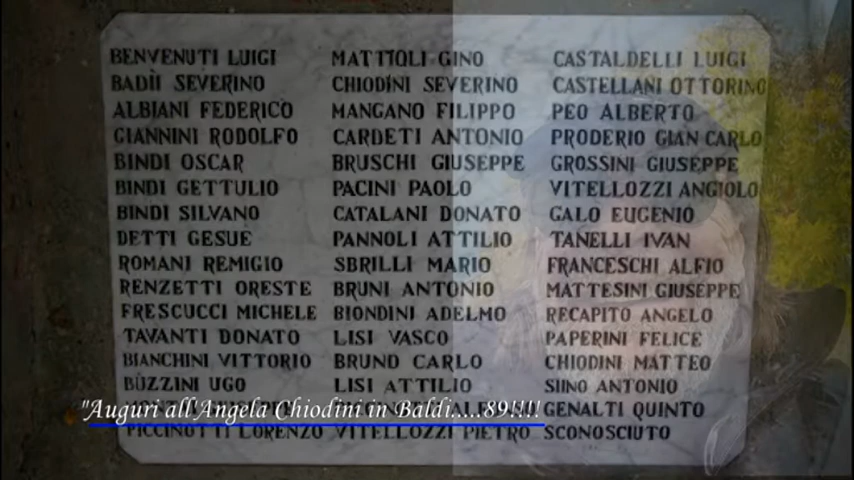 BENVENUTI LUIGI MATTIOLI GINO CASTALDELLI LUIGI
BADII SEVERINO CHIODINI SEVERINO CASTELLANI OTTORINO
ALBIANI FEDERICO MANGANO FILIPPO PEO ALBERTO
GIANNINI RODOLFO CARDETI ANTONIO PRODERIO GIAN CARLO
BINDI OSCAR BRUSCHI GIUSEPPE GROSSINI GIUSEPPE
BINDI GETTULIO PACINI PAOLO VITELLOZZI ANGIOLO
BINDI SILVANO CATALANI DONATO GALO EUGENIO
DETTI GESUE PANNOLI ATTILIO TANELLI IVAN
ROMANI REMIGIO SBRILLI MARIO FRANCESCHI ALFIO
RENZETTI ORESTE BRUNI ANTONIO MATTESINI GIUSEPPE
FRESCUCCI MICHELE BIONDINI ADELMO RECAPITO ANGELO
TAVANTI DONATO LISI VASCO PAPERINI FELICE
BIANCHINI VITTORIO BRUND CARLO CHIODINI MATTEO
BUZZINI UGO LISI ATTILIO SIINO ANTONIO
GENALTI QUINTO
"Auguri all'Angela Chiodini in Baldi....89!!!!
PICCINOTTI LORENZO VITELLOZZI PIETRO SCONOSCIUTO